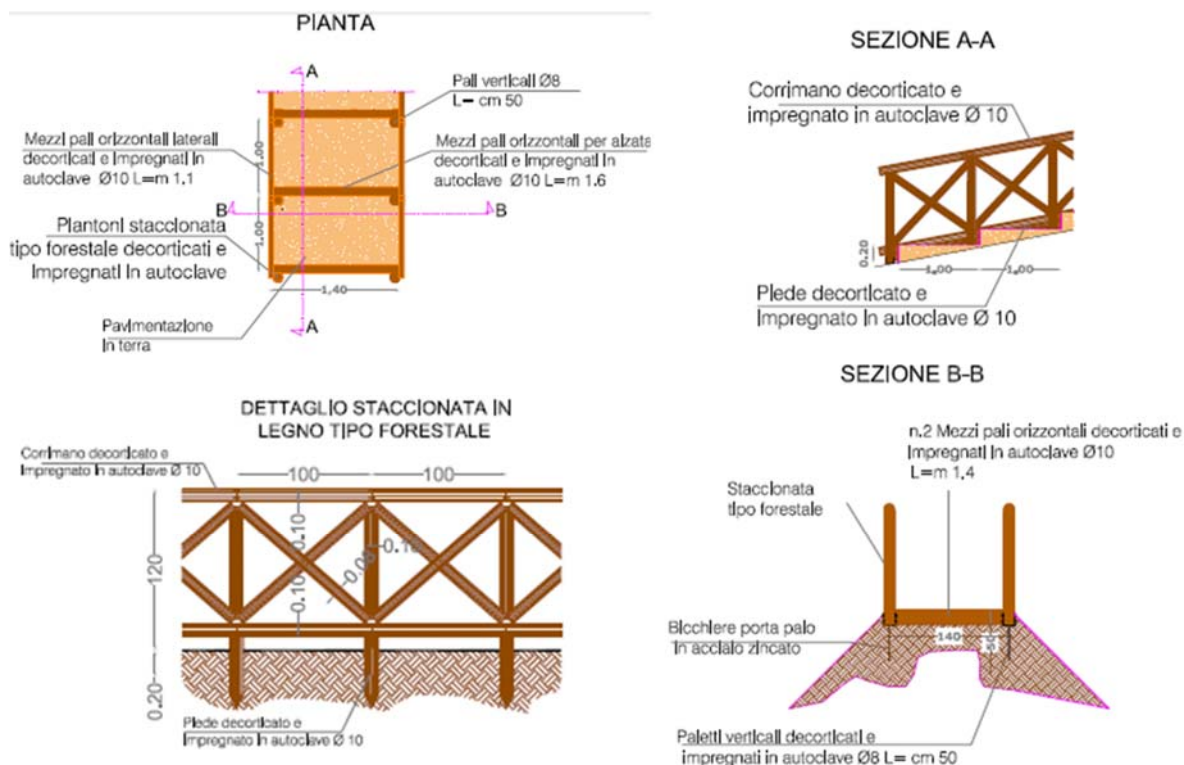 PIANTA
A
Pali verticali Ø8
L= cm 50
Mezzi pali orizzontali laterali
decorticati e impregnati in
autoclave Ø10 L=m 1.1
1.00
Mezzi pali orizzontali per alzata
decorticati e impregnati in
autoclave Ø10 L=m 1.6
B
B
Piantoni staccionata
tipo forestale decorticati e
impregnati in autoclave
1.00
1,40
A
Pavimentazione
in terra
SEZIONE A-A
Corrimano decorticato e
impregnato in autoclave Ø 10
0.20
1.00
1.00
Piede decorticato e
impregnato in autoclave Ø 10
DETTAGLIO STACCIONATA IN
LEGNO TIPO FORESTALE
Corrimano decorticato e
impregnato in autoclave Ø 10
100
100
120
0.10
0.10
0.20
Piede decorticato e
impregnato in autoclave Ø 10
SEZIONE B-B
n.2 Mezzi pali orizzontali decorticati e
impregnati in autoclave Ø10
L=m 1,4
Staccionata
tipo forestale
Bicchiere porta palo
in acciaio zincato
140
50
Paletti verticali decorticati e
impregnati in autoclave Ø8 L= cm 50